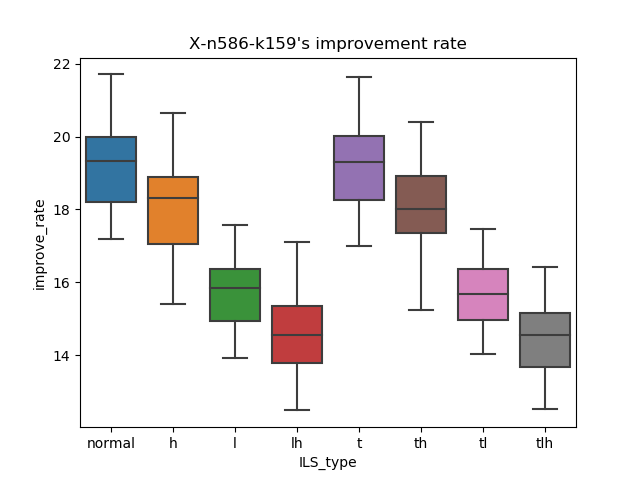 X-n586-k159's improvement rate
improve_rate
22
20
18
16
14
normal h l lh t th tl tlh
ILS_type